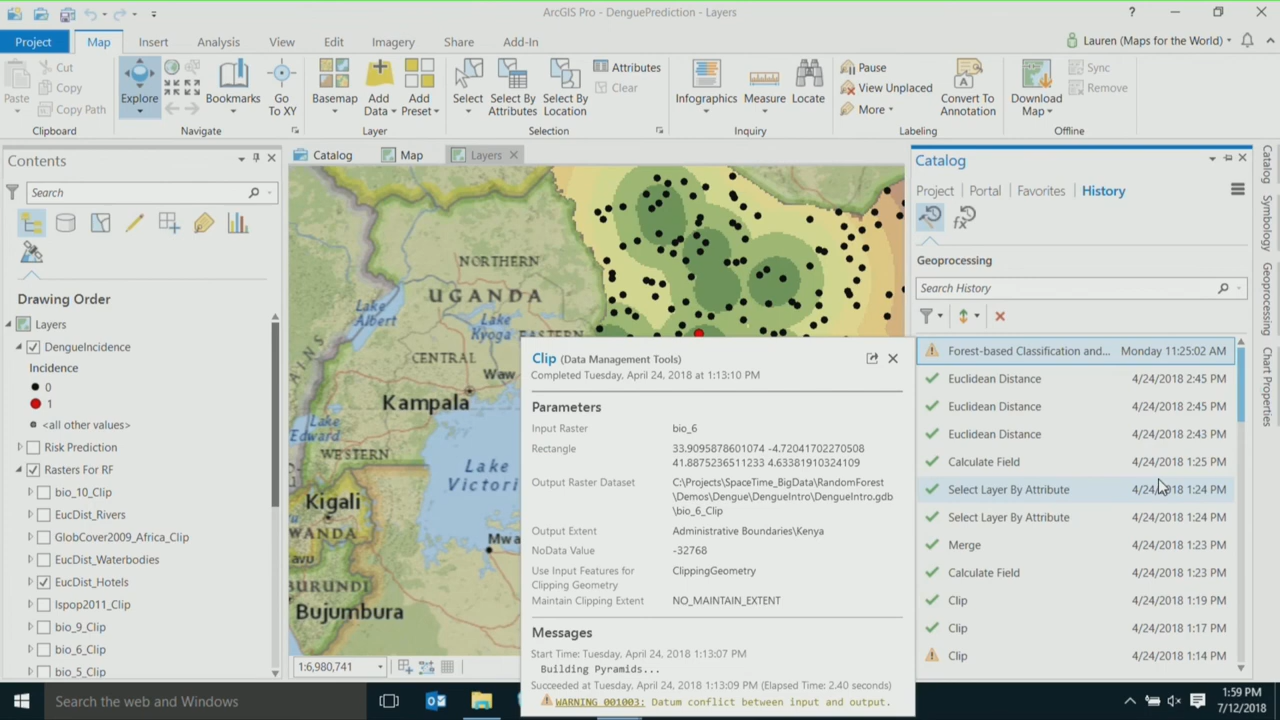 ArcGIS Pro - DenguePrediction - Layers
?
Project
Map
Insert
Analysis
View
Edit
Imagery
Share
Add-In
Lauren (Maps for the World)
Paste
Cut
Copy
Copy Path
Clipboard
Explore
Bookmarks
Go To XY
Navigate
Basemap
Add Data
Add Preset
Layer
Select
Select By Attributes
Select By Location
Attributes
Clear
Selection
Infographics
Measure
Locate
Inquiry
Pause
View Unplaced
More
Convert To Annotation
Labeling
Download Map
Sync
Remove
Offline
Contents
Search
Drawing Order
Layers
DengueIncidence
Incidence
0
1
<all other values>
Risk Prediction
Rasters For RF
bio_10_Clip
EucDist_Rivers
GlobCover2009_Africa_Clip
EucDist_Waterbodies
EucDist_Hotels
lspop2011_Clip
bio_9_Clip
bio_6_Clip
bio_5_Clip
Catalog
Map
Layers
NORTHERN
UGANDA
Lake Albert
Lake Kyoga
EASTERN
CENTRAL
Waw
Kampala
Lake Edward
WESTERN
Lake
Victori
Kigali
WANDA
Mwa
BURUNDI
Bujumbura
1:6,980,741
Clip (Data Management Tools)
Completed Tuesday, April 24, 2018 at 1:13:10 PM
Parameters
Input Raster bio_6
Rectangle 33.9095878601074 -4.72041702270508
41.8875236511233 4.63381910324109
Output Raster Dataset C:\Projects\SpaceTime_BigData\RandomForest
\Demos\Dengue\DengueIntro\DengueIntro.gdb
\bio_6_Clip
Output Extent Administrative Boundaries\Kenya
NoData Value -32768
Use Input Features for ClippingGeometry
Clipping Geometry
Maintain Clipping Extent NO_MAINTAIN_EXTENT
Messages
Start Time: Tuesday, April 24, 2018 1:13:07 PM
Building Pyramids...
Succeeded at Tuesday, April 24, 2018 1:13:09 PM (Elapsed Time: 2.40 seconds)
WARNING 001003: Datum conflict between input and output.
Catalog
Project
Portal
Favorites
History
Geoprocessing
Search History
Forest-based Classification and... Monday 11:25:02 AM
Euclidean Distance 4/24/2018 2:45 PM
Euclidean Distance 4/24/2018 2:45 PM
Euclidean Distance 4/24/2018 2:43 PM
Calculate Field 4/24/2018 1:25 PM
Select Layer By Attribute 4/24/2018 1:24 PM
Select Layer By Attribute 4/24/2018 1:24 PM
Merge 4/24/2018 1:23 PM
Calculate Field 4/24/2018 1:23 PM
Clip 4/24/2018 1:19 PM
Clip 4/24/2018 1:17 PM
Clip 4/24/2018 1:14 PM
Catalog
Symbology
Geoprocessing
Chart Properties
Search the web and Windows
1:59 PM
7/12/2018